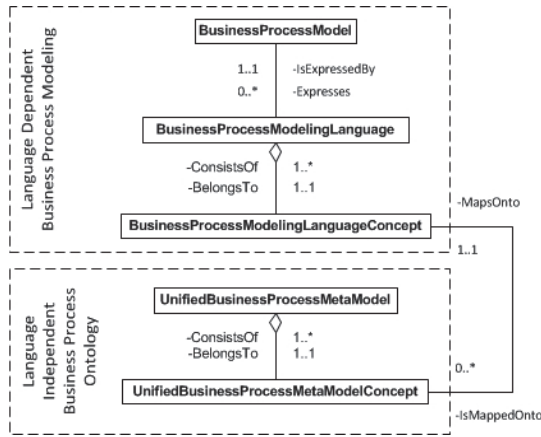 Language Dependent
Business Process Modeling
BusinessProcessModel
1..1 -IsExpressedBy
0..* -Expresses
BusinessProcessModelingLanguage
-ConsistsOf 1..*
-BelongsTo 1..1
BusinessProcessModelingLanguageConcept
-MapsOnto
1..1
Language
Independent
Business Process
Ontology
UnifiedBusinessProcessMetaModel
-ConsistsOf 1..*
-BelongsTo 1..1
UnifiedBusinessProcessMetaModelConcept
0..*
-IsMappedOnto